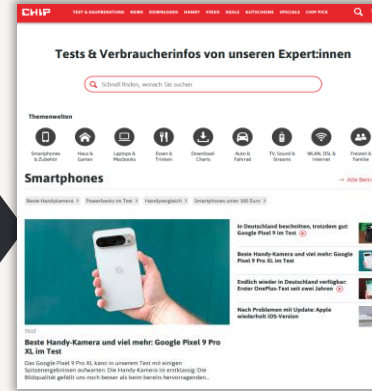 CHIP
TEST & KAUFBERATUNG NEWS DOWNLOADS HANDY VIDEO DEALS GUTSCHEINE SPECIALS CHIP PICK
Tests & Verbraucherinfos von unseren Expert:innen
Schnell finden, wonach Sie suchen
Themenwelten
Smartphones & Zubehör
Haus & Garten
Laptops & Macbooks
Essen & Trinken
Download-Charts
Auto & Fahrrad
TV, Sound & Streams
WLAN, DSL & Internet
Freizeit & Familie
Smartphones
Beste Handykamera
Powerbanks im Test
Handyvergleich
Smartphones unter 300 Euro
In Deutschland beschnitten, trotzdem gut:
Google Pixel 9 im Test
Beste Handy-Kamera und viel mehr: Google
Pixel 9 Pro XL im Test
Endlich wieder in Deutschland verfügbar:
Erster OnePlus-Test seit zwei Jahren
Nach Problemen mit Update: Apple
wiederholt iOS-Version
TEST
Beste Handy-Kamera und viel mehr: Google Pixel 9 Pro
XL im Test
Das Google Pixel 9 Pro XL kann in unserem Test mit einigen
Spitzenergebnissen aufwarten. Die Handy-Kamera ist erstklassig: Die
Bildqualität gefällt uns noch besser als beim bereits hervorragenden...